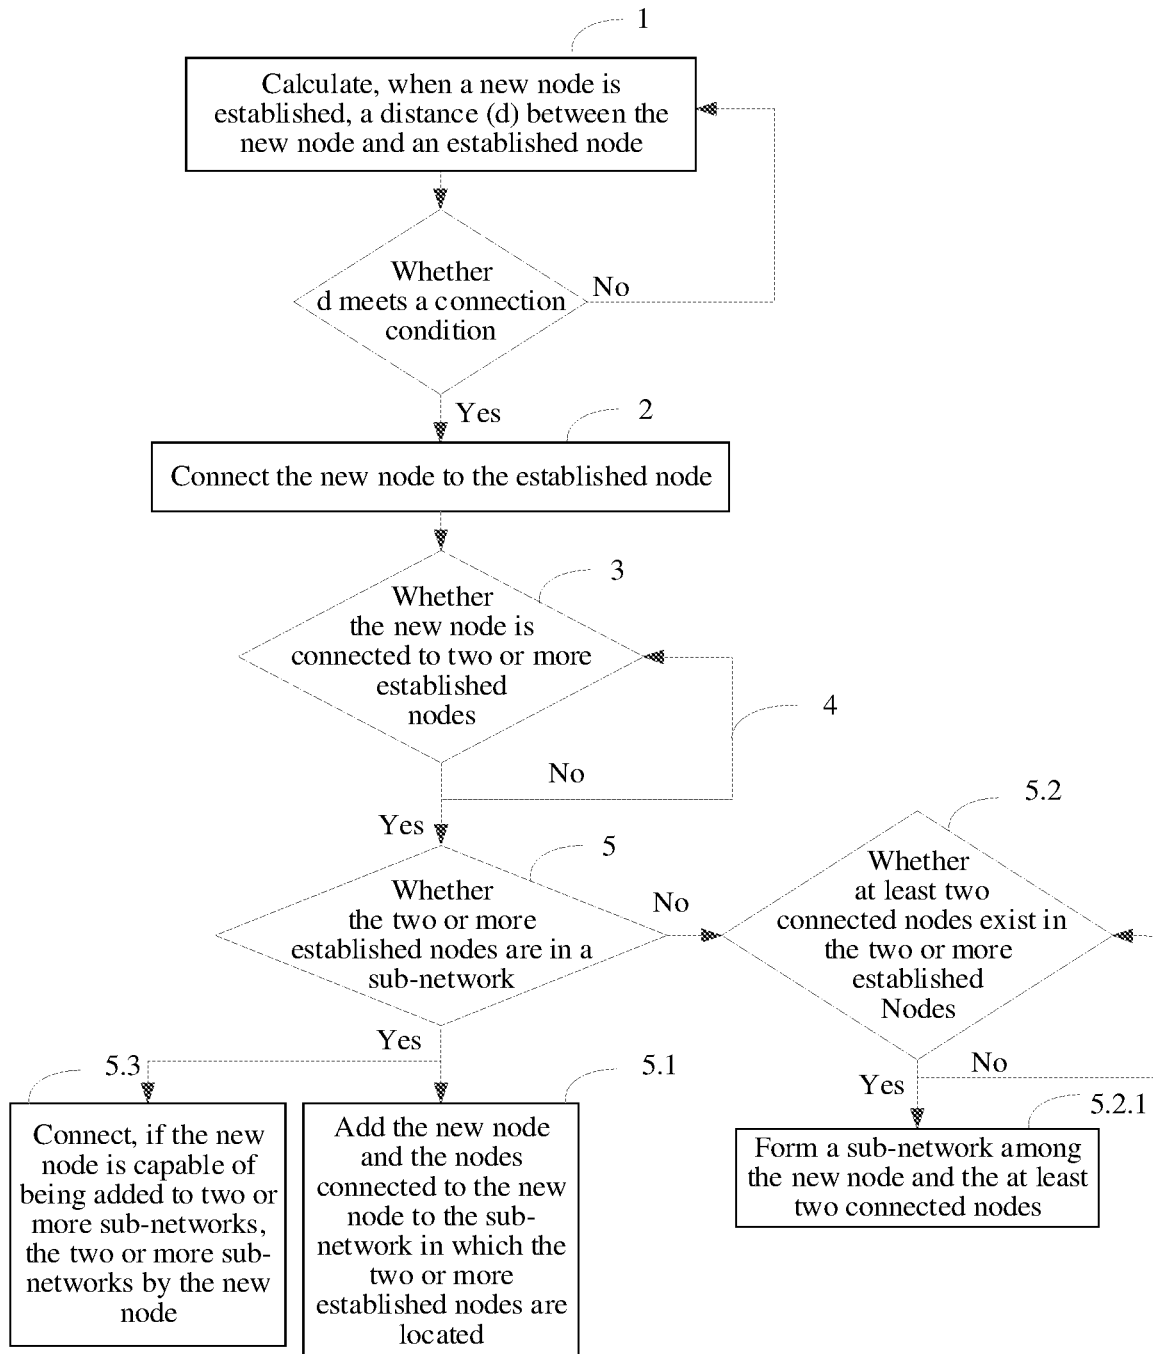 1
Calculate, when a new node is
established, a distance (d) between the
new node and an established node
Whether
d meets a connection
condition
No
Yes
2
Connect the new node to the established node
3
Whether
the new node is
connected to two or more
established
nodes
4
No
Yes
5
Whether
the two or more
established nodes are in a
sub-network
No
5.2
Whether
at least two
connected nodes exist in
the two or more
established
Nodes
Yes
No
Yes
5.3
Connect, if the new
node is capable of
being added to two or
more sub-networks,
the two or more sub-
networks by the new
node
5.1
Add the new node
and the nodes
connected to the new
node to the sub-
network in which the
two or more
established nodes are
located
5.2.1
Form a sub-network among
the new node and the at least
two connected nodes